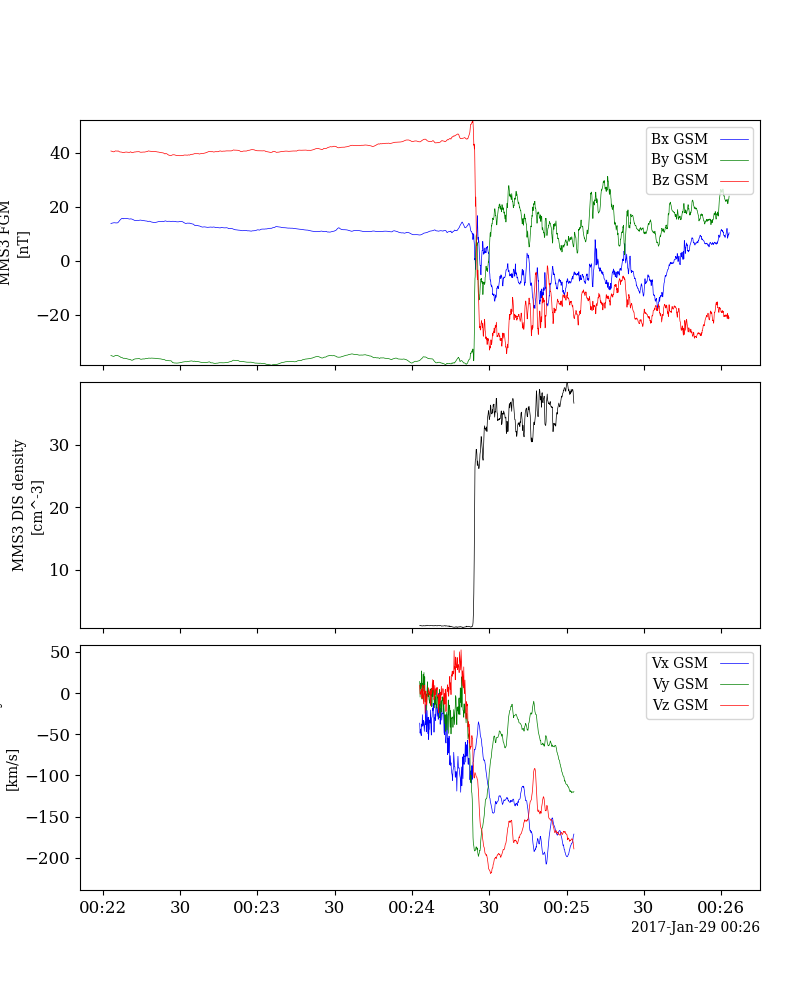 MMS3 FGM
[nT]
40
20
0
−20
Bx GSM
By GSM
Bz GSM
MMS3 DIS density
[cm^-3]
30
20
10
[km/s]
50
0
−50
−100
−150
−200
Vx GSM
Vy GSM
Vz GSM
00:22 30 00:23 30 00:24 30 00:25 30 00:26
2017-Jan-29 00:26